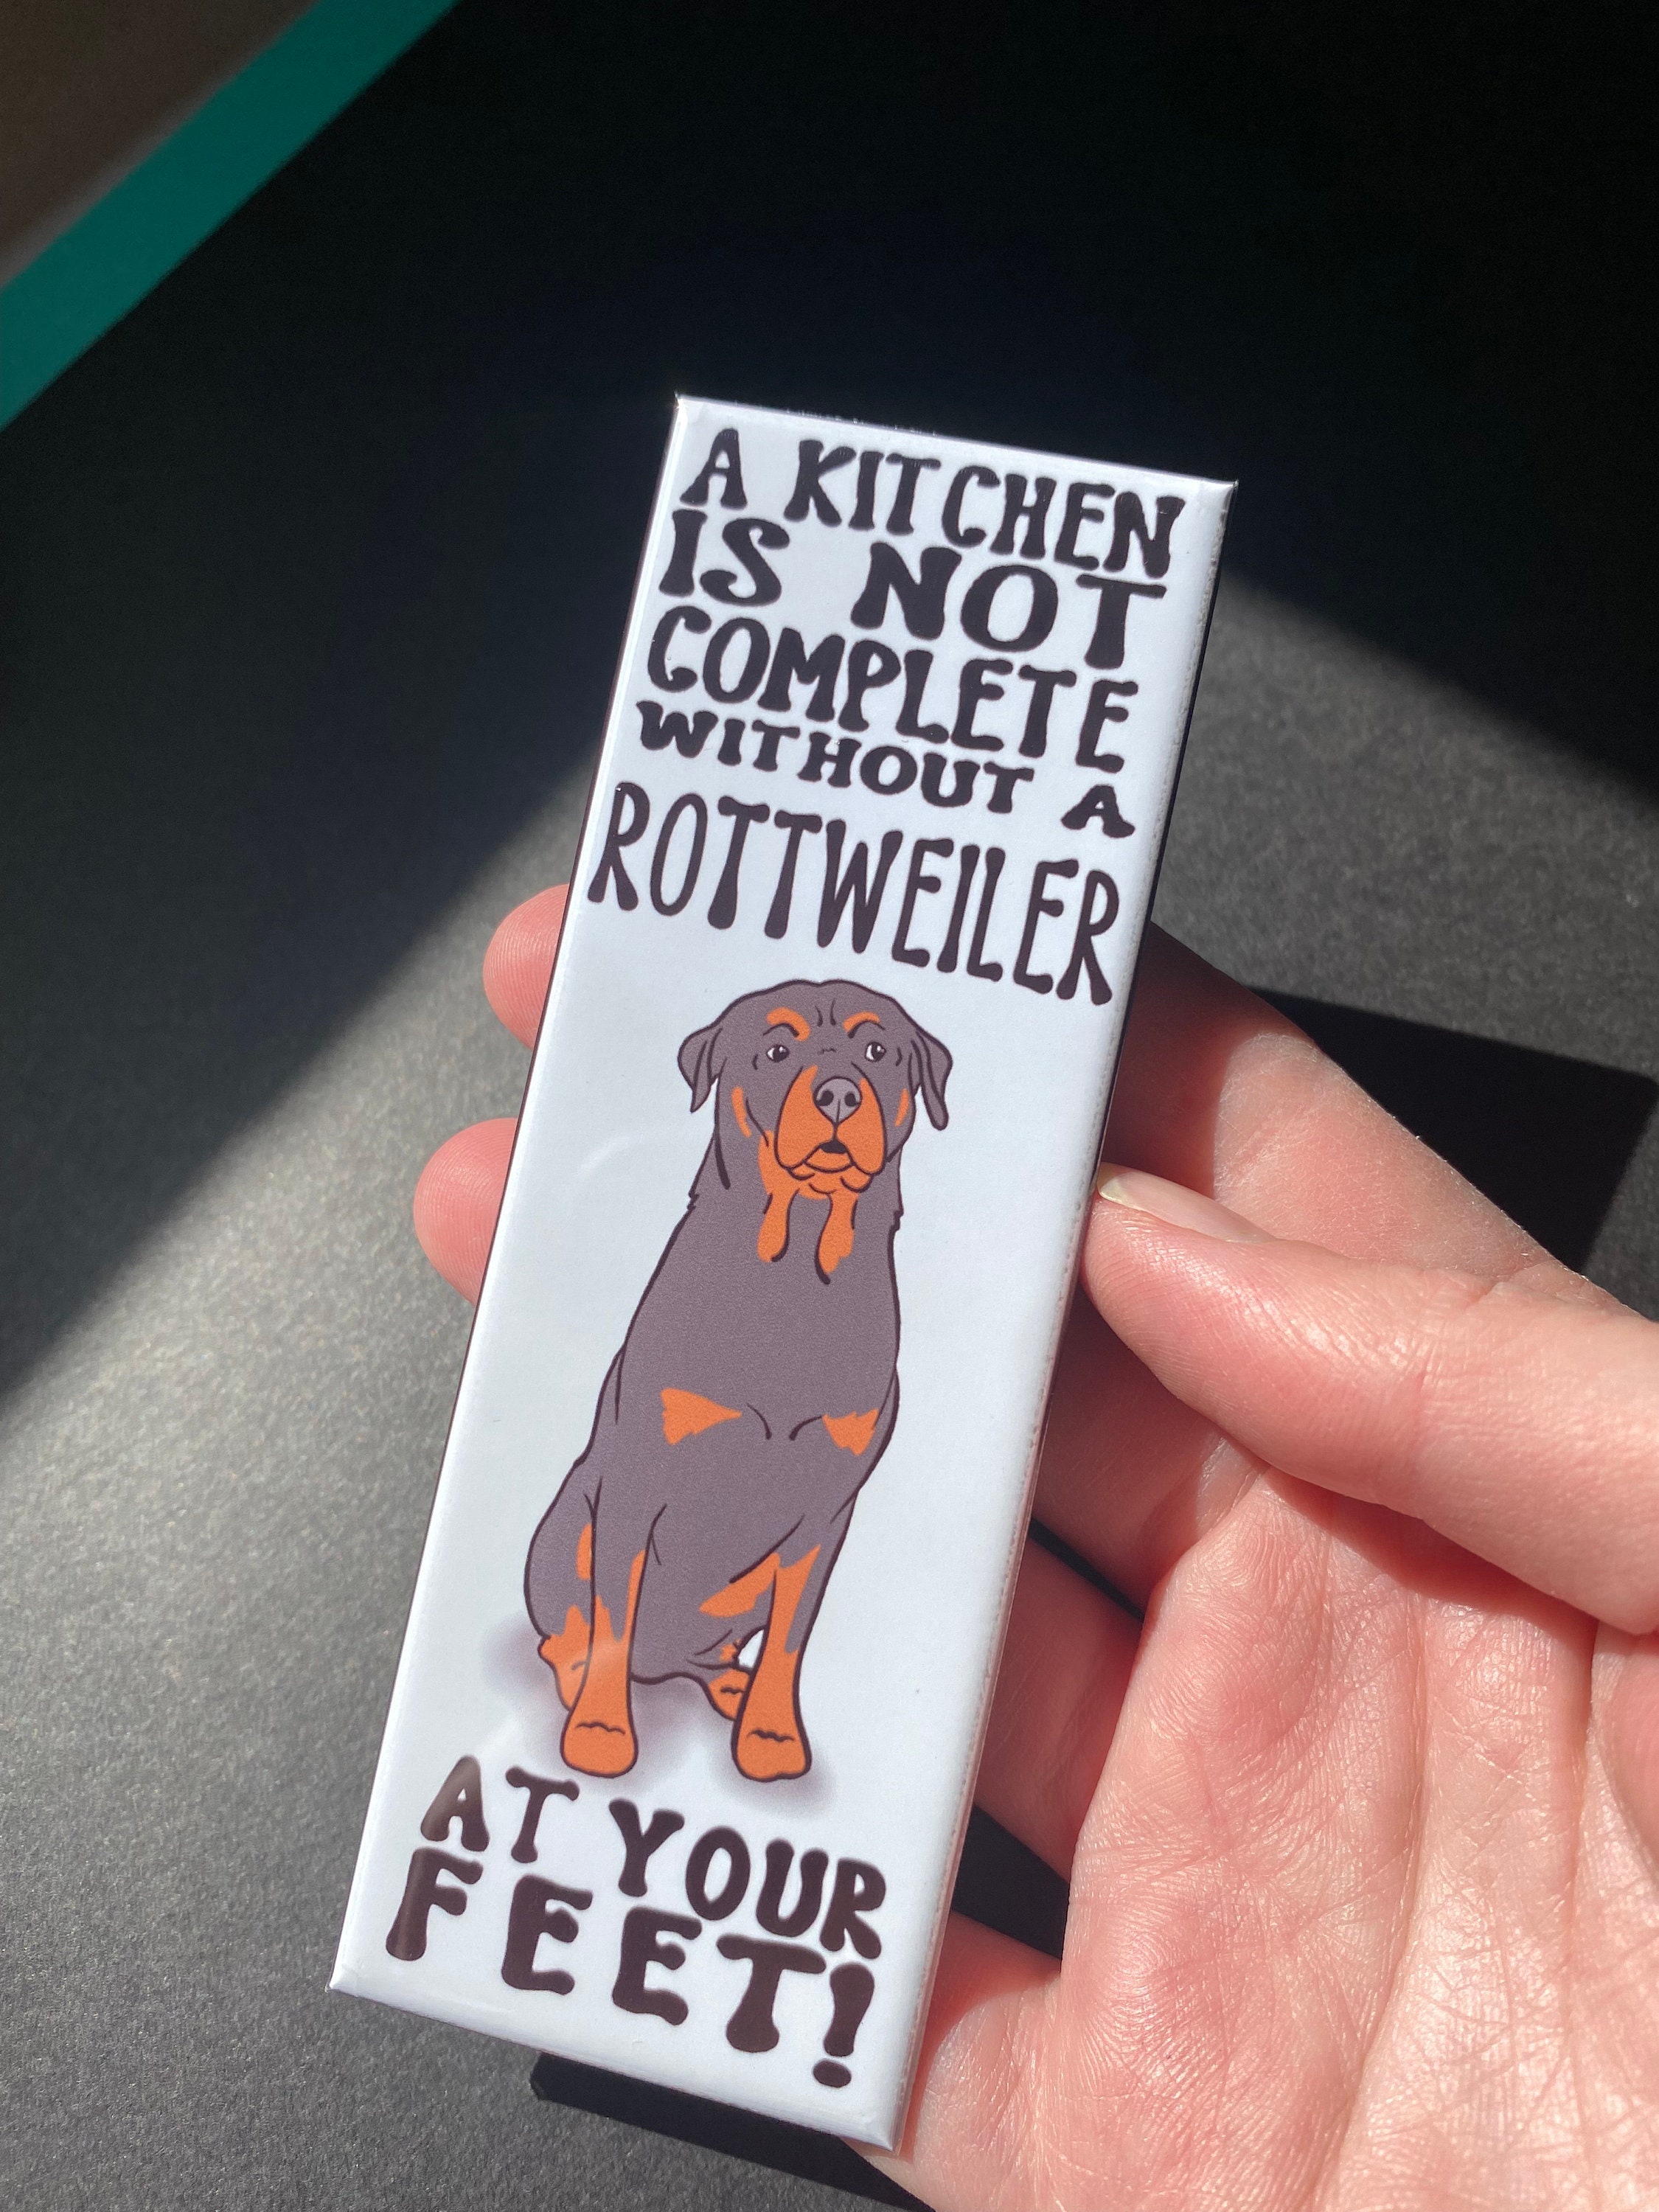 A KITCHEN
IS NOT
COMPLETE
WITHOUT A
ROTTWEILER
AT YOUR
FEET!